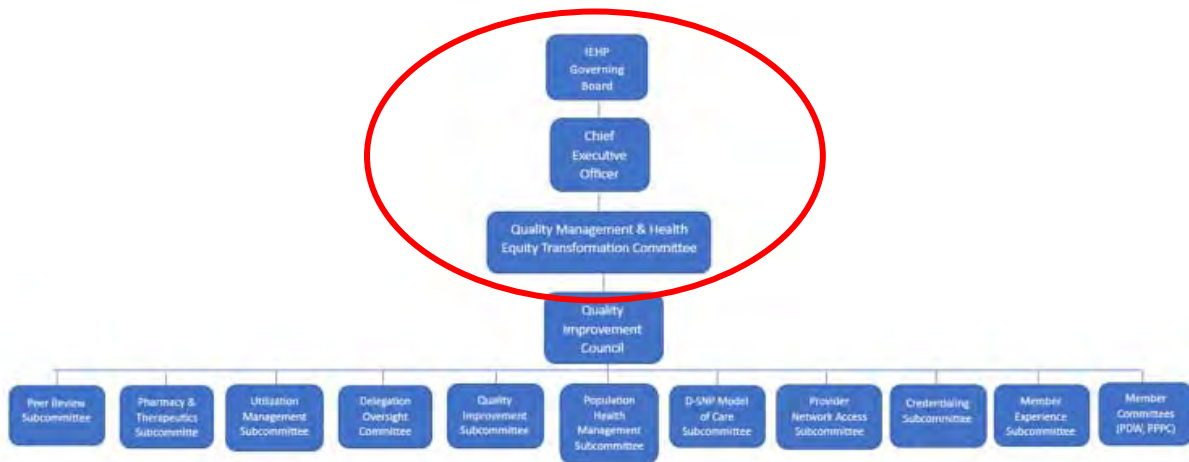 IEHP
Governing
Board
Chief
Executive
Officer
Quality Management & Health
Equity Transformation Committee
Quality
Improvement
Council
Peer Review
Subcommittee
Pharmacy &
Therapeutics
Subcommitte
Utilization
Management
Subcommittee
Delegation
Oversight
Committee
Quality
Improvement
Subcommittee
Population
Health
Management
Subcommittee
D-SNP Model
of Care
Subcommittee
Provider
Network Access
Subcommittee
Credentialing
Subcommittee
Member
Experience
Subcommittee
Member
Committees
(PDW, PPPC)